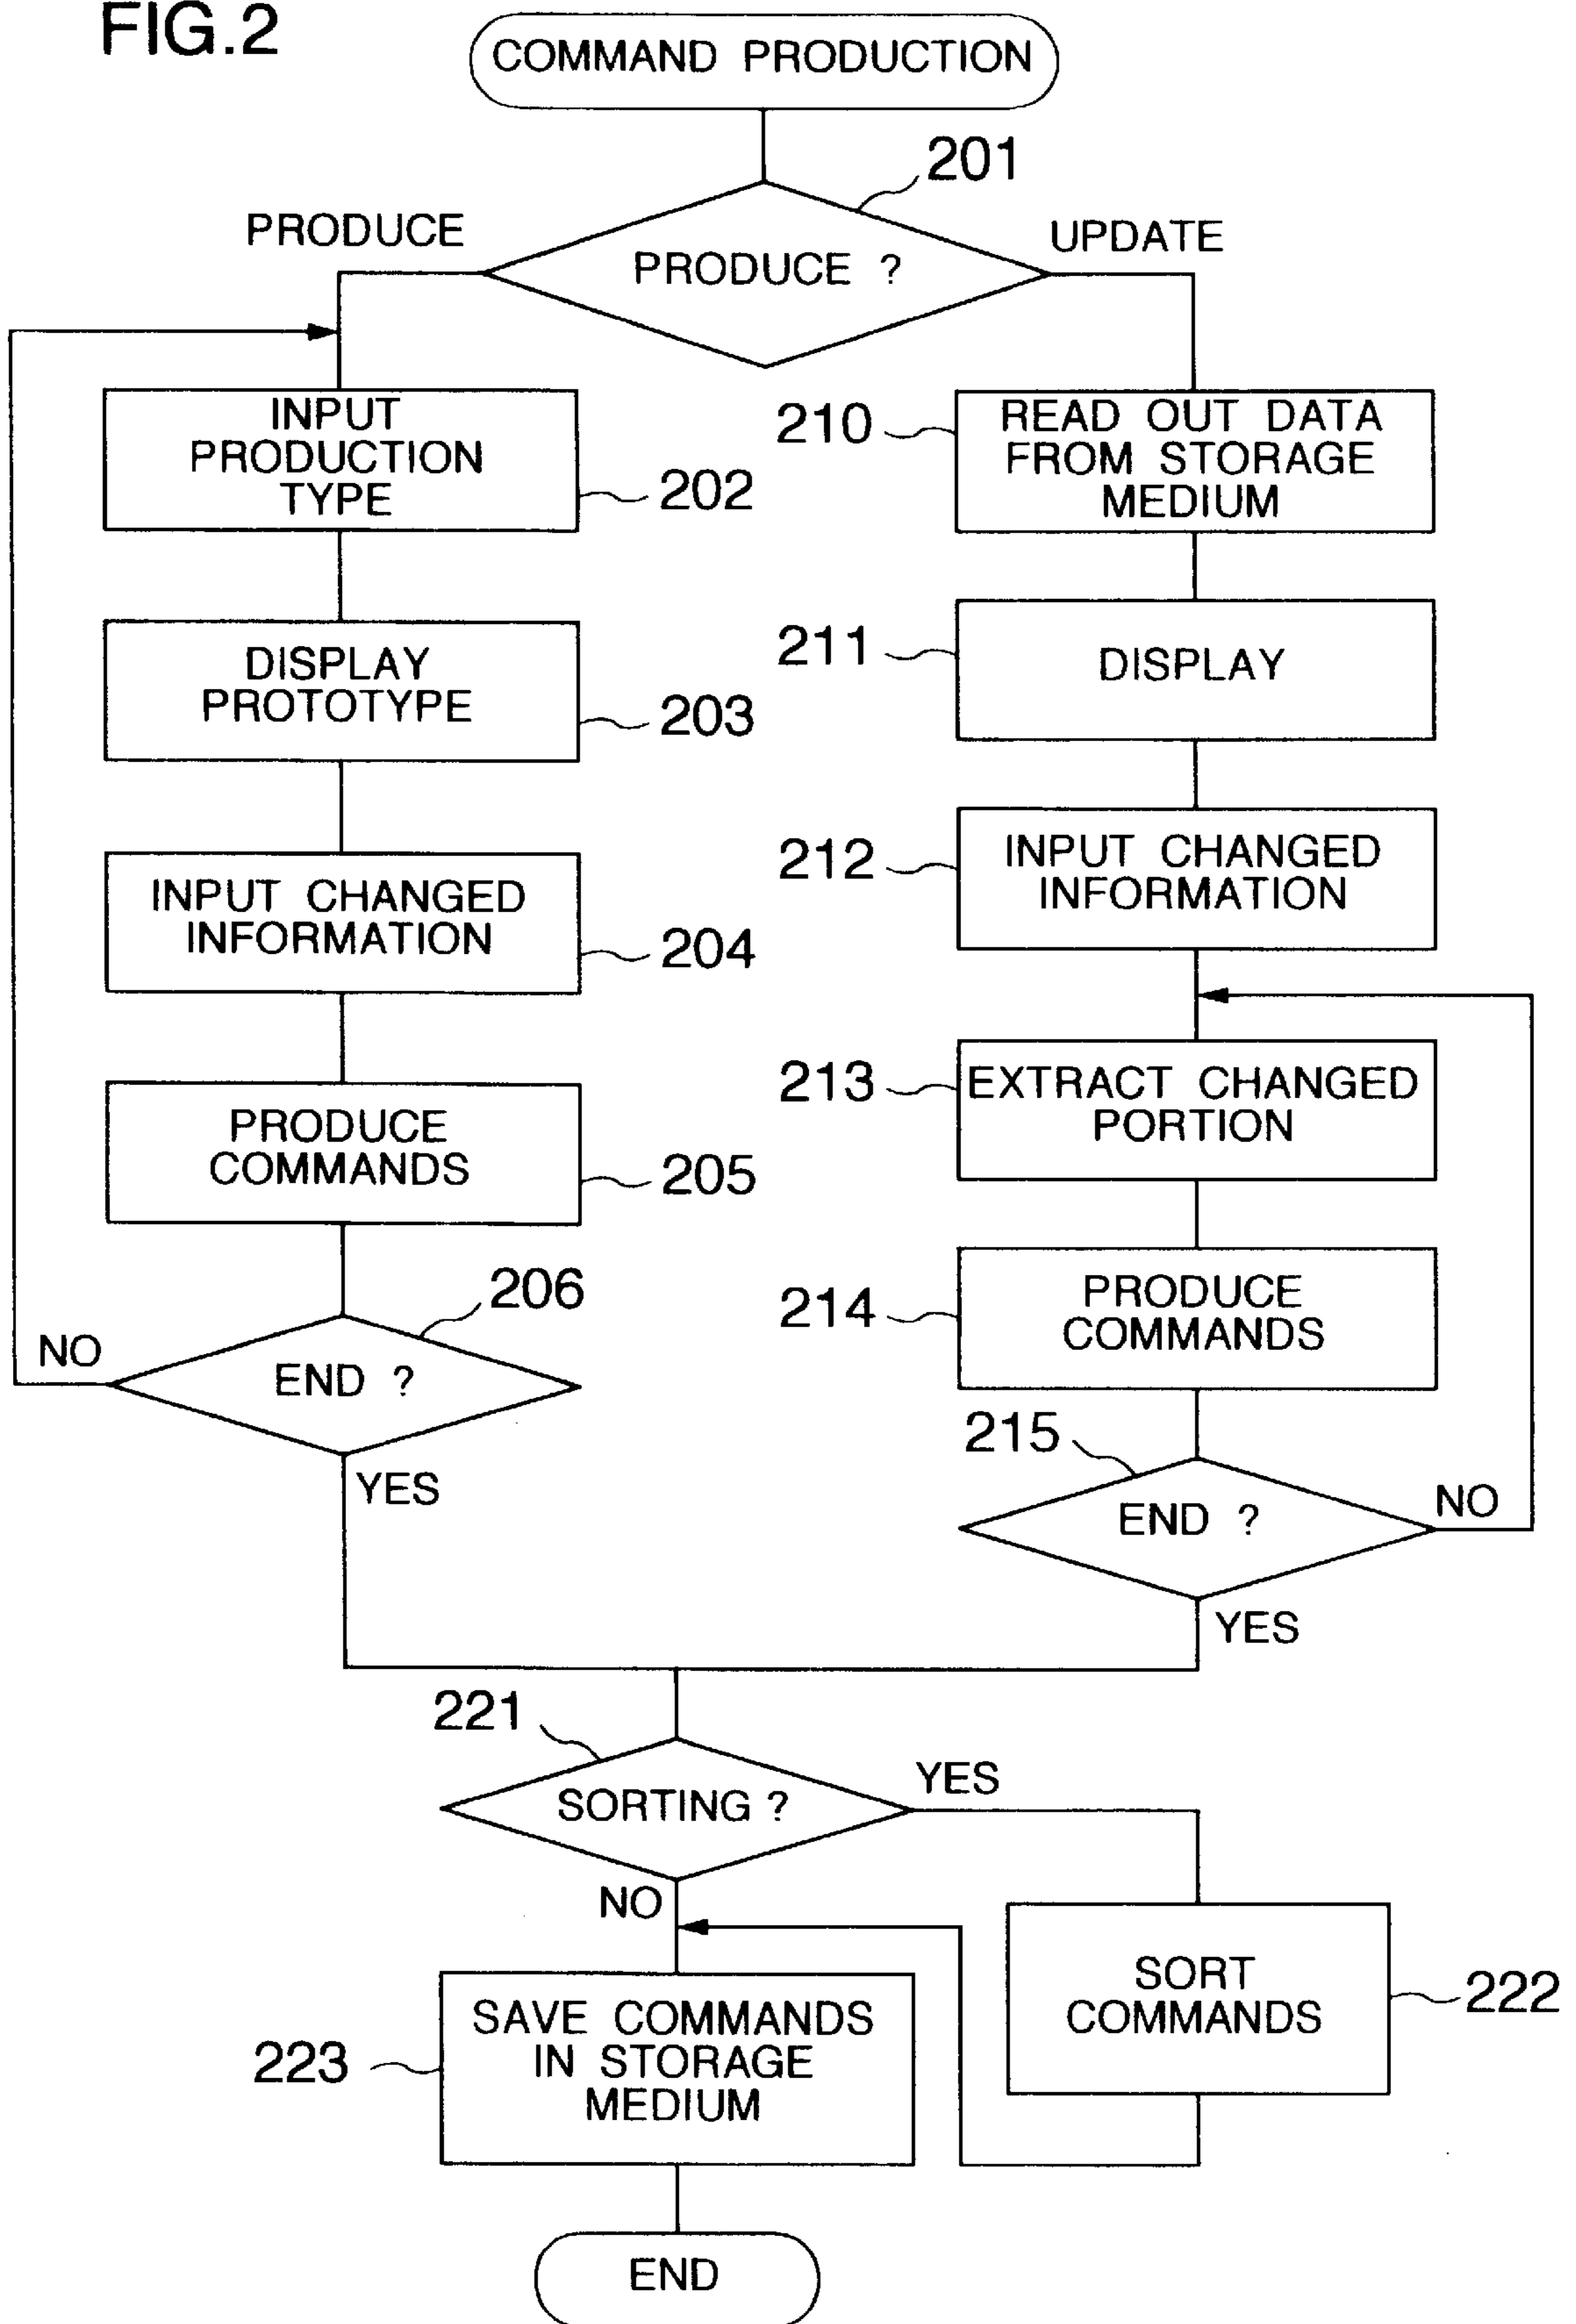 FIG.2
COMMAND PRODUCTION
201
PRODUCE
UPDATE
PRODUCE ?
INPUT
PRODUCTION
TYPE
202
210
READ OUT DATA
FROM STORAGE
MEDIUM
DISPLAY
PROTOTYPE
203
211
DISPLAY
INPUT CHANGED
INFORMATION
204
212
INPUT CHANGED
INFORMATION
213
EXTRACT CHANGED
PORTION
PRODUCE
COMMANDS
205
214
PRODUCE
COMMANDS
206
NO
END ?
YES
215
END ?
NO
YES
221
SORTING ?
YES
NO
SORT
COMMANDS
222
223
SAVE COMMANDS
IN STORAGE
MEDIUM
END